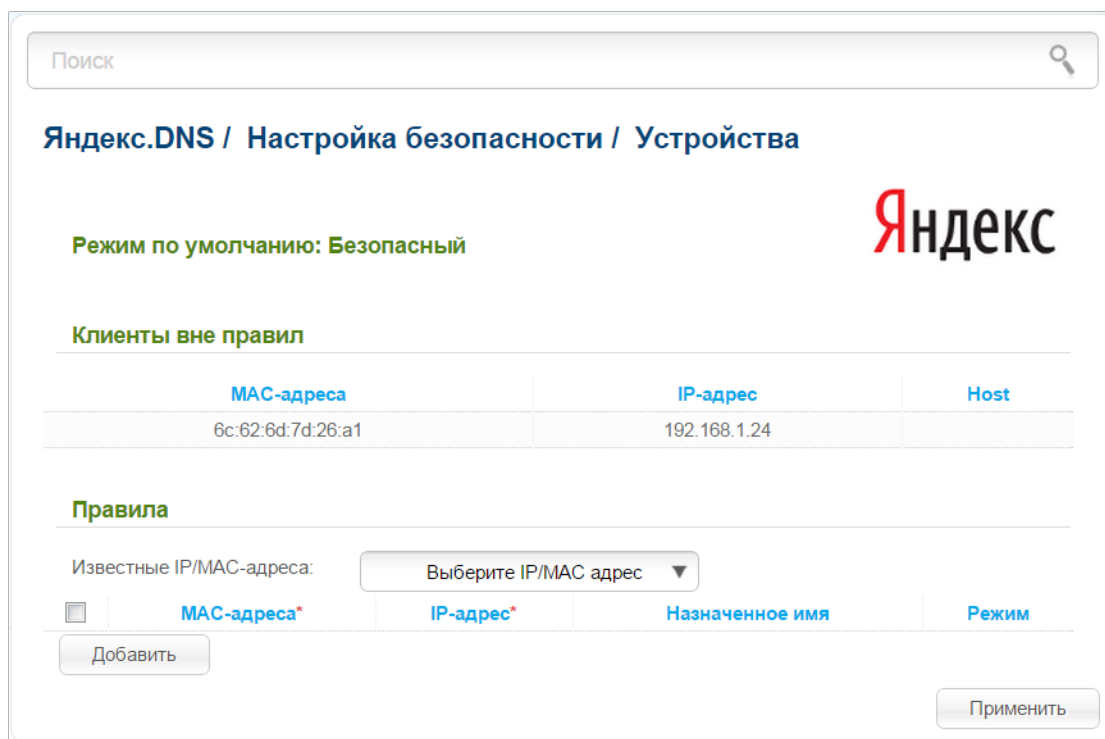 Поиск
Яндекс.DNS / Настройка безопасности / Устройства
Яндекс
Режим по умолчанию: Безопасный
Клиенты вне правил
MAC-адреса IP-адрес Host
6c:62:6d:7d:26:a1 192.168.1.24
Правила
Известные IP/MAC-адреса: Выберите IP/MAC адрес
MAC-адреса* IP-адрес* Назначенное имя Режим
Добавить
Применить